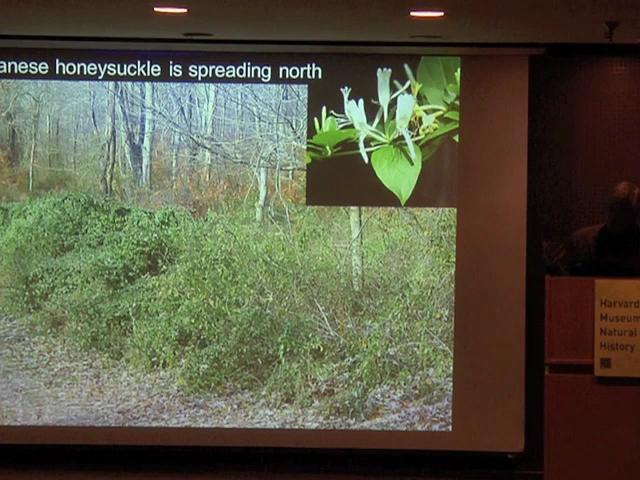 anese honeysuckle is spreading north
Harvard
Museum
Natural
History